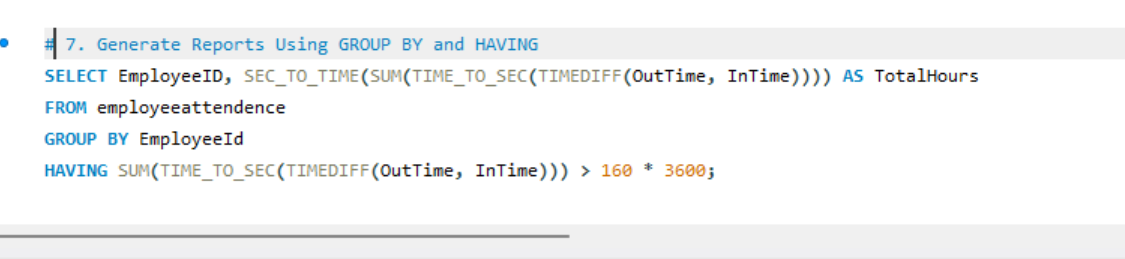 # 7. Generate Reports Using GROUP BY and HAVING
SELECT EmployeeID, SEC_TO_TIME(SUM(TIME_TO_SEC(TIMEDIFF(OutTime, InTime)))) AS TotalHours
FROM employeeattendence
GROUP BY EmployeeId
HAVING SUM(TIME_TO_SEC(TIMEDIFF(OutTime, InTime))) > 160 * 3600;